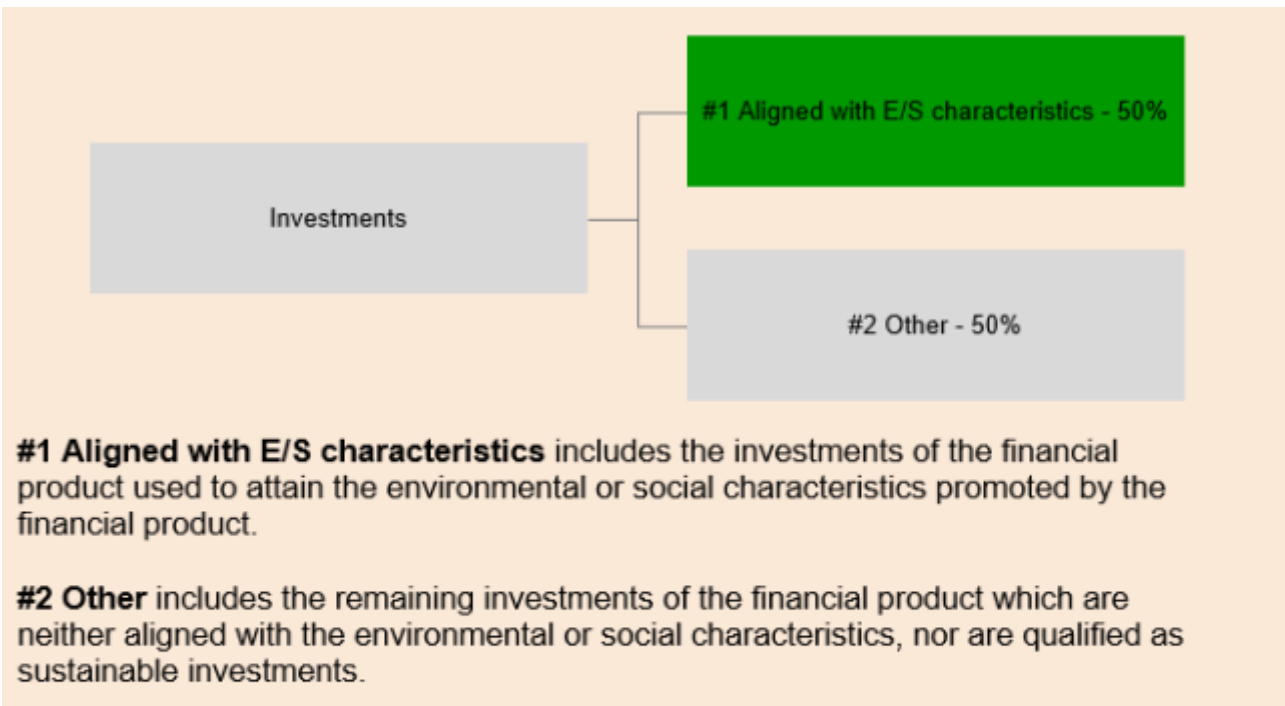 #1 Aligned with E/S characteristics - 50%
Investments
#2 Other - 50%
#1 Aligned with E/S characteristics includes the investments of the financial
product used to attain the environmental or social characteristics promoted by the
financial product.
#2 Other includes the remaining investments of the financial product which are
neither aligned with the environmental or social characteristics, nor are qualified as
sustainable investments.